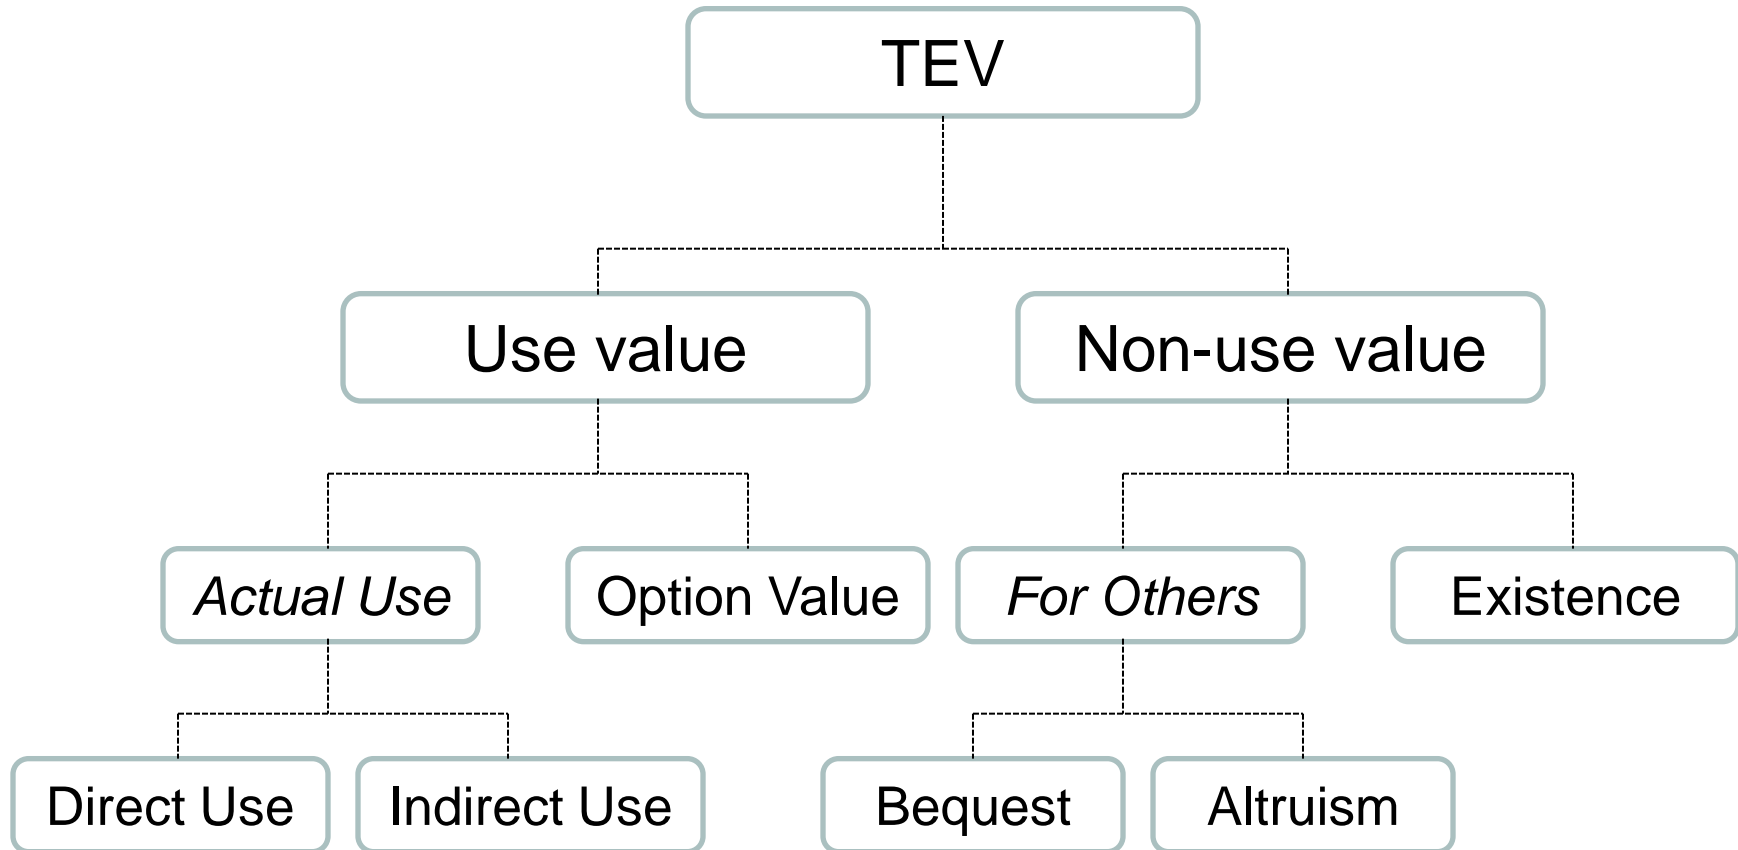 TEV
Use value
Non-use value
Actual Use
Option Value
For Others
Existence
Direct Use
Indirect Use
Bequest
Altruism